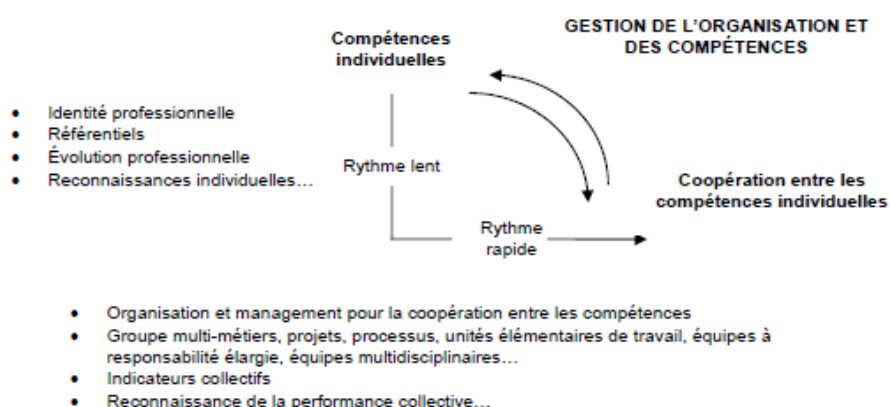 GESTION DE L'ORGANISATION ET
DES COMPÉTENCES
Compétences
individuelles
• Identité professionnelle
• Référentiels
• Évolution professionnelle
• Reconnaissances individuelles…
Rythme lent
Coopération entre les
compétences individuelles
Rythme
rapide
• Organisation et management pour la coopération entre les compétences
• Groupe multi-métiers, projets, processus, unités élémentaires de travail, équipes à
responsabilité élargie, équipes multidisciplinaires…
• Indicateurs collectifs
• Reconnaissance de la performance collective…